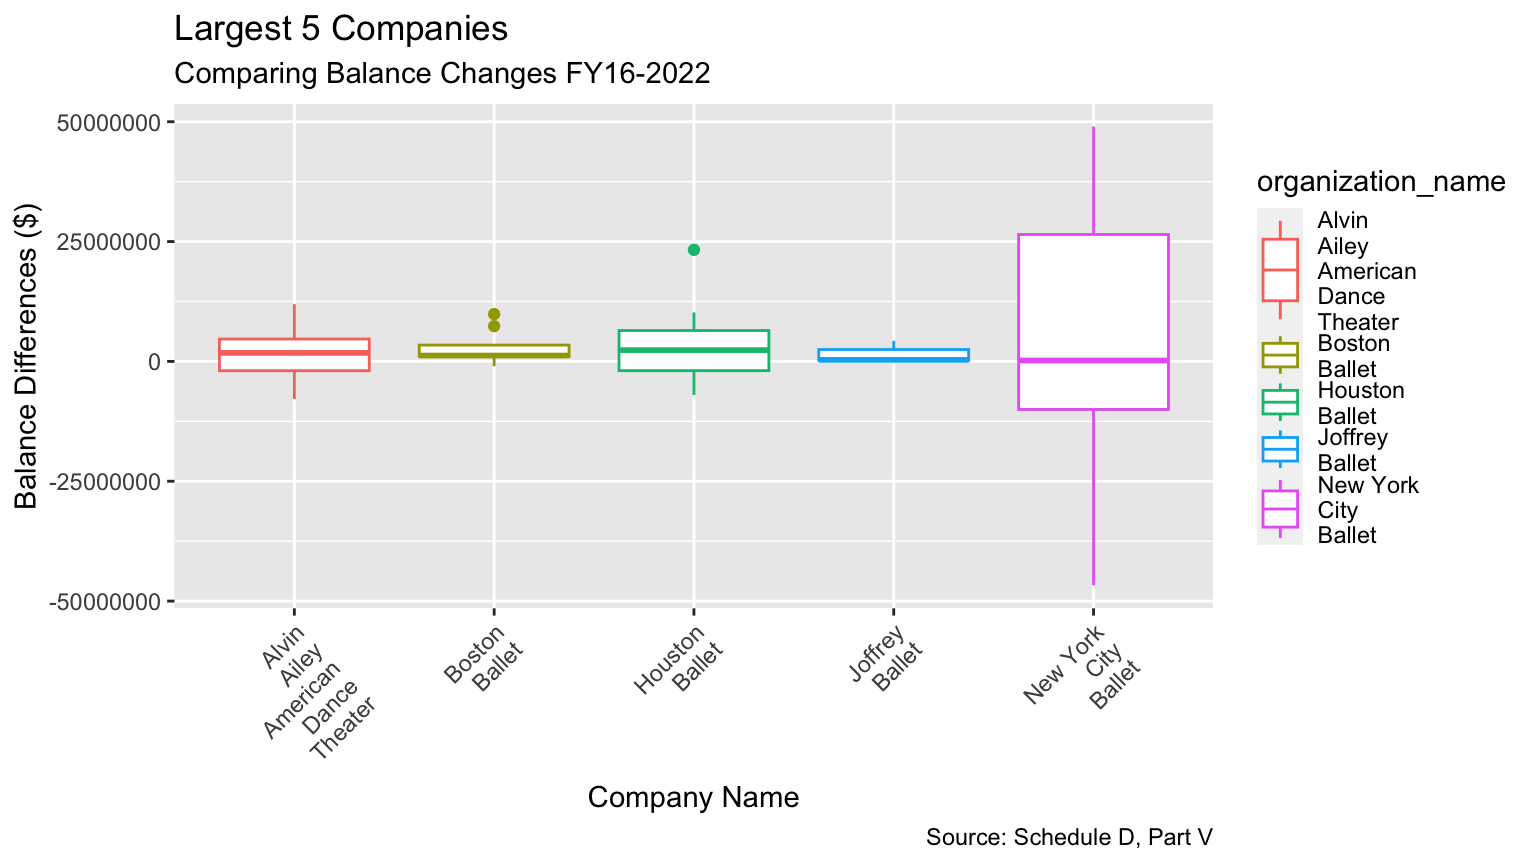 Largest 5 Companies
Comparing Balance Changes FY16-2022
Balance Differences ($)
50000000
25000000
0
-25000000
-50000000
Alvin
Ailey
American
Dance
Theater
Boston
Ballet
Houston
Ballet
Joffrey
Ballet
New York
City
Ballet
Company Name
Source: Schedule D, Part V
organization_name
Alvin
Ailey
American
Dance
Theater
Boston
Ballet
Houston
Ballet
Joffrey
Ballet
New York
City
Ballet